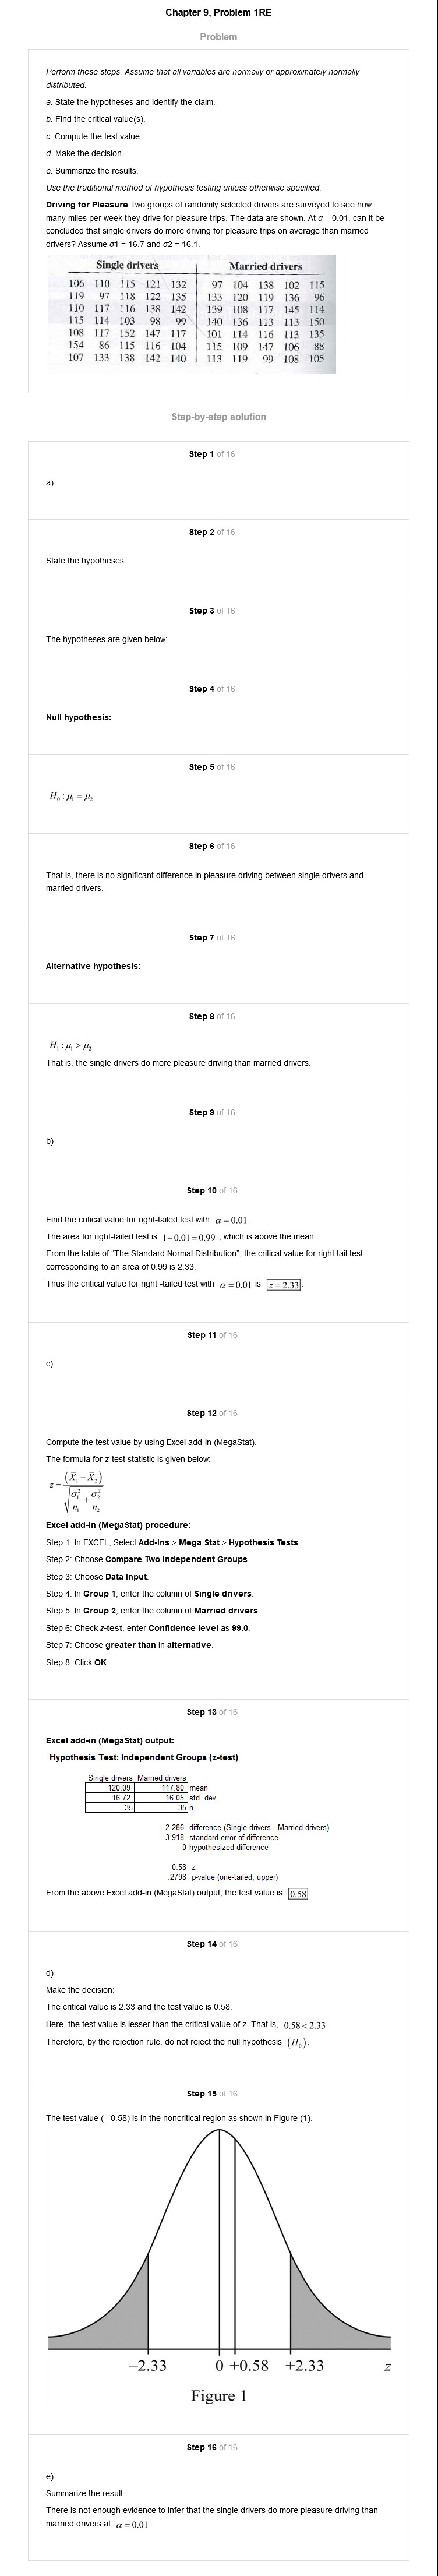 Chapter 9, Problem 1RE
Problem
Perform these steps. Assume that all variables are normally or approximately normally
distributed.
a. State the hypotheses and identify the claim.
b. Find the critical value(s).
c. Compute the test value.
d. Make the decision.
e. Summarize the results.
Use the traditional method of hypothesis testing unless otherwise specified.
Driving for Pleasure Two groups of randomly selected drivers are surveyed to see how
many miles per week they drive for pleasure trips. The data are shown. At α = 0.01, can it be
concluded that single drivers do more driving for pleasure trips on average than married
drivers? Assume σ1 = 16.7 and σ2 = 16.1.
Single drivers Married drivers
106 110 115 121 132 97 104 138 102 115
119 97 118 122 135 133 120 119 136 96
110 117 116 138 142 139 108 117 145 114
115 114 103 98 99 140 136 113 113 150
108 117 152 147 117 101 114 116 113 135
154 86 115 116 104 115 109 147 106 88
107 133 138 142 140 113 119 99 108 105
Step-by-step solution
Step 1 of 16
a)
Step 2 of 16
State the hypotheses.
Step 3 of 16
The hypotheses are given below:
Step 4 of 16
Null hypothesis:
Step 5 of 16
H₀ : μ₁ = μ₂
Step 6 of 16
That is, there is no significant difference in pleasure driving between single drivers and
married drivers.
Step 7 of 16
Alternative hypothesis:
Step 8 of 16
H₁ : μ₁ > μ₂
That is, the single drivers do more pleasure driving than married drivers.
Step 9 of 16
b)
Step 10 of 16
Find the critical value for right-tailed test with α = 0.01.
The area for right-tailed test is 1−0.01 = 0.99 , which is above the mean.
From the table of "The Standard Normal Distribution", the critical value for right tail test
corresponding to an area of 0.99 is 2.33.
Thus the critical value for right -tailed test with α = 0.01 is z = 2.33.
Step 11 of 16
c)
Step 12 of 16
Compute the test value by using Excel add-in (MegaStat).
The formula for z-test statistic is given below:
z = (X̄₁ − X̄₂) / √(σ₁²/n₁ + σ₂²/n₂)
Excel add-in (MegaStat) procedure:
Step 1: In EXCEL, Select Add-Ins > Mega Stat > Hypothesis Tests.
Step 2: Choose Compare Two Independent Groups.
Step 3: Choose Data Input.
Step 4: In Group 1, enter the column of Single drivers.
Step 5: In Group 2, enter the column of Married drivers.
Step 6: Check z-test, enter Confidence level as 99.0.
Step 7: Choose greater than in alternative.
Step 8: Click OK.
Step 13 of 16
Excel add-in (MegaStat) output:
Hypothesis Test: Independent Groups (z-test)
Single drivers Married drivers
120.09 117.80 mean
16.72 16.05 std. dev.
35 35 n
2.286 difference (Single drivers - Married drivers)
3.918 standard error of difference
0 hypothesized difference
0.58 z
.2798 p-value (one-tailed, upper)
From the above Excel add-in (MegaStat) output, the test value is 0.58.
Step 14 of 16
d)
Make the decision:
The critical value is 2.33 and the test value is 0.58.
Here, the test value is lesser than the critical value of z. That is, 0.58 < 2.33.
Therefore, by the rejection rule, do not reject the null hypothesis (H₀).
Step 15 of 16
The test value (= 0.58) is in the noncritical region as shown in Figure (1).
−2.33 0 +0.58 +2.33 z
Figure 1
Step 16 of 16
e)
Summarize the result:
There is not enough evidence to infer that the single drivers do more pleasure driving than
married drivers at α = 0.01.